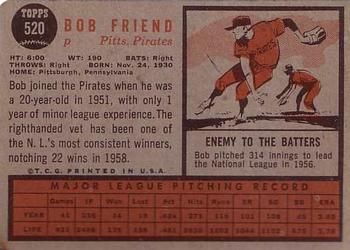 TOPPS
520
BOB FRIEND
p Pitts. Pirates
HT: 6:00 WT: 190 BATS: Right
THROWS: Right BORN: Nov. 24, 1930
HOME: Pittsburgh, Pennsylvania
Bob joined the Pirates when he was
a 20-year-old in 1951, with only 1
year of minor league experience. The
righthanded vet has been one of
the N. L.'s most consistent winners,
notching 22 wins in 1958.
©T.C.G. PRINTED IN U.S.A.
PIRATES
ENEMY TO THE BATTERS
Bob pitched 314 innings to lead
the National League in 1956.
MAJOR LEAGUE PITCHING RECORD
YEAR
LIFE